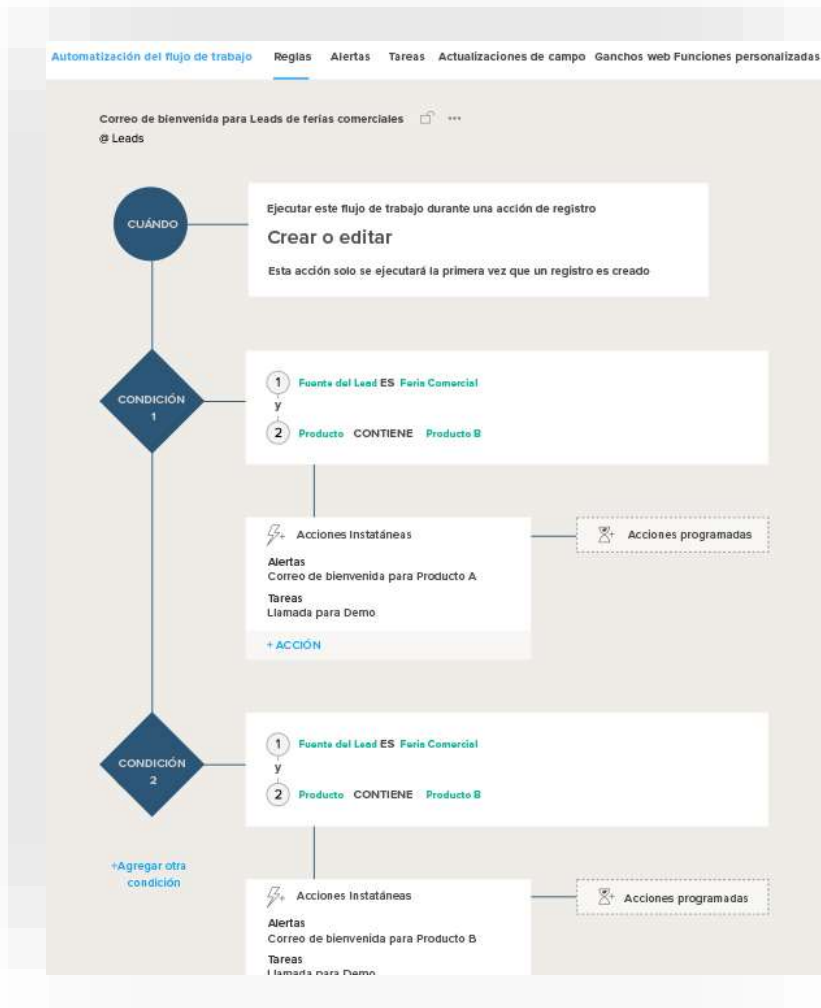 Automatización del flujo de trabajo Reglas Alertas Tareas Actualizaciones de campo Ganchos web Funciones personalizadas
Correo de bienvenida para Leads de ferias comerciales
@ Leads
CUÁNDO
Ejecutar este flujo de trabajo durante una acción de registro
Crear o editar
Esta acción solo se ejecutará la primera vez que un registro es creado
CONDICIÓN
1
1 Fuente del Lead ES Feria Comercial
y
2 Producto CONTIENE Producto B
Acciones Instatáneas
Alertas
Correo de bienvenida para Producto A
Tareas
Llamada para Demo
+ ACCIÓN
Acciones programadas
CONDICIÓN
2
1 Fuente del Lead ES Feria Comercial
y
2 Producto CONTIENE Producto B
+Agregar otra
condición
Acciones Instatáneas
Alertas
Correo de bienvenida para Producto B
Tareas
Llamada para Demo
Acciones programadas